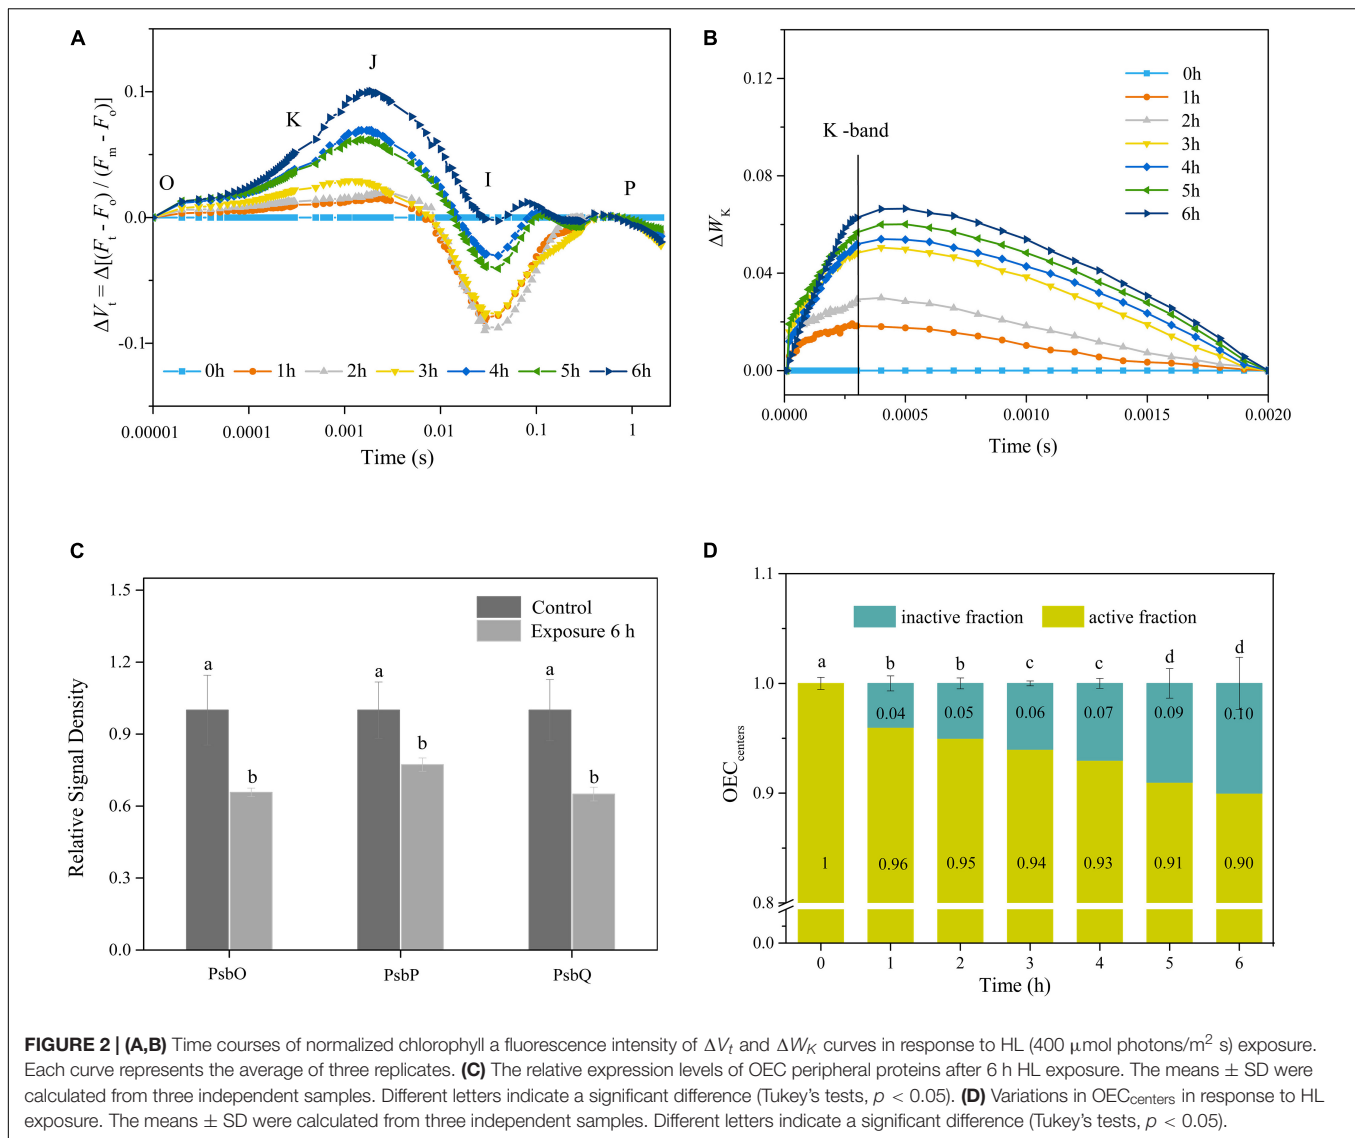 A
ΔVt = Δ[(Ft - Fo) / (Fm - Fo)]
0.1
0.0
-0.1
O
K
J
I
P
0h 1h 2h 3h 4h 5h 6h
0.00001 0.0001 0.001 0.01 0.1 1
Time (s)
B
ΔWK
0.12
0.08
0.04
0.00
K -band
0h
1h
2h
3h
4h
5h
6h
0.0000 0.0005 0.0010 0.0015 0.0020
Time (s)
C
Relative Signal Density
1.5
1.2
0.9
0.6
0.3
0.0
Control
Exposure 6 h
a b a b a b
PsbO PsbP PsbQ
D
OECcenters
1.1
1.0
0.9
0.8
0.0
inactive fraction active fraction
a b b c c d d
0.04 0.05 0.06 0.07 0.09 0.10
1 0.96 0.95 0.94 0.93 0.91 0.90
0 1 2 3 4 5 6
Time (h)
FIGURE 2 | (A,B) Time courses of normalized chlorophyll a fluorescence intensity of ΔVt and ΔWK curves in response to HL (400 μmol photons/m² s) exposure.
Each curve represents the average of three replicates. (C) The relative expression levels of OEC peripheral proteins after 6 h HL exposure. The means ± SD were
calculated from three independent samples. Different letters indicate a significant difference (Tukey's tests, p < 0.05). (D) Variations in OECcenters in response to HL
exposure. The means ± SD were calculated from three independent samples. Different letters indicate a significant difference (Tukey's tests, p < 0.05).